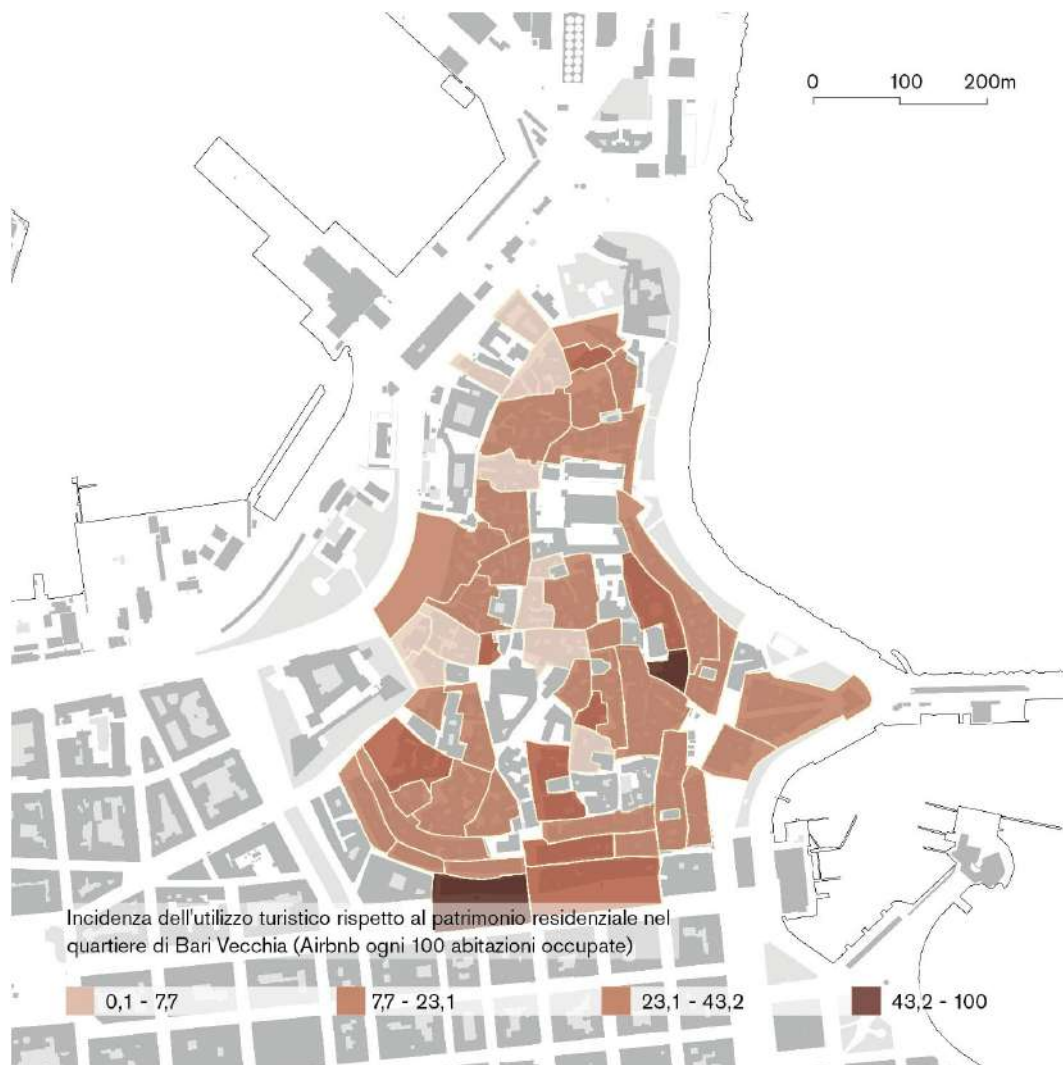 0 100 200m
Incidenza dell'utilizzo turistico rispetto al patrimonio residenziale nel
quartiere di Bari Vecchia (Airbnb ogni 100 abitazioni occupate)
0,1 - 7,7 7,7 - 23,1 23,1 - 43,2 43,2 - 100